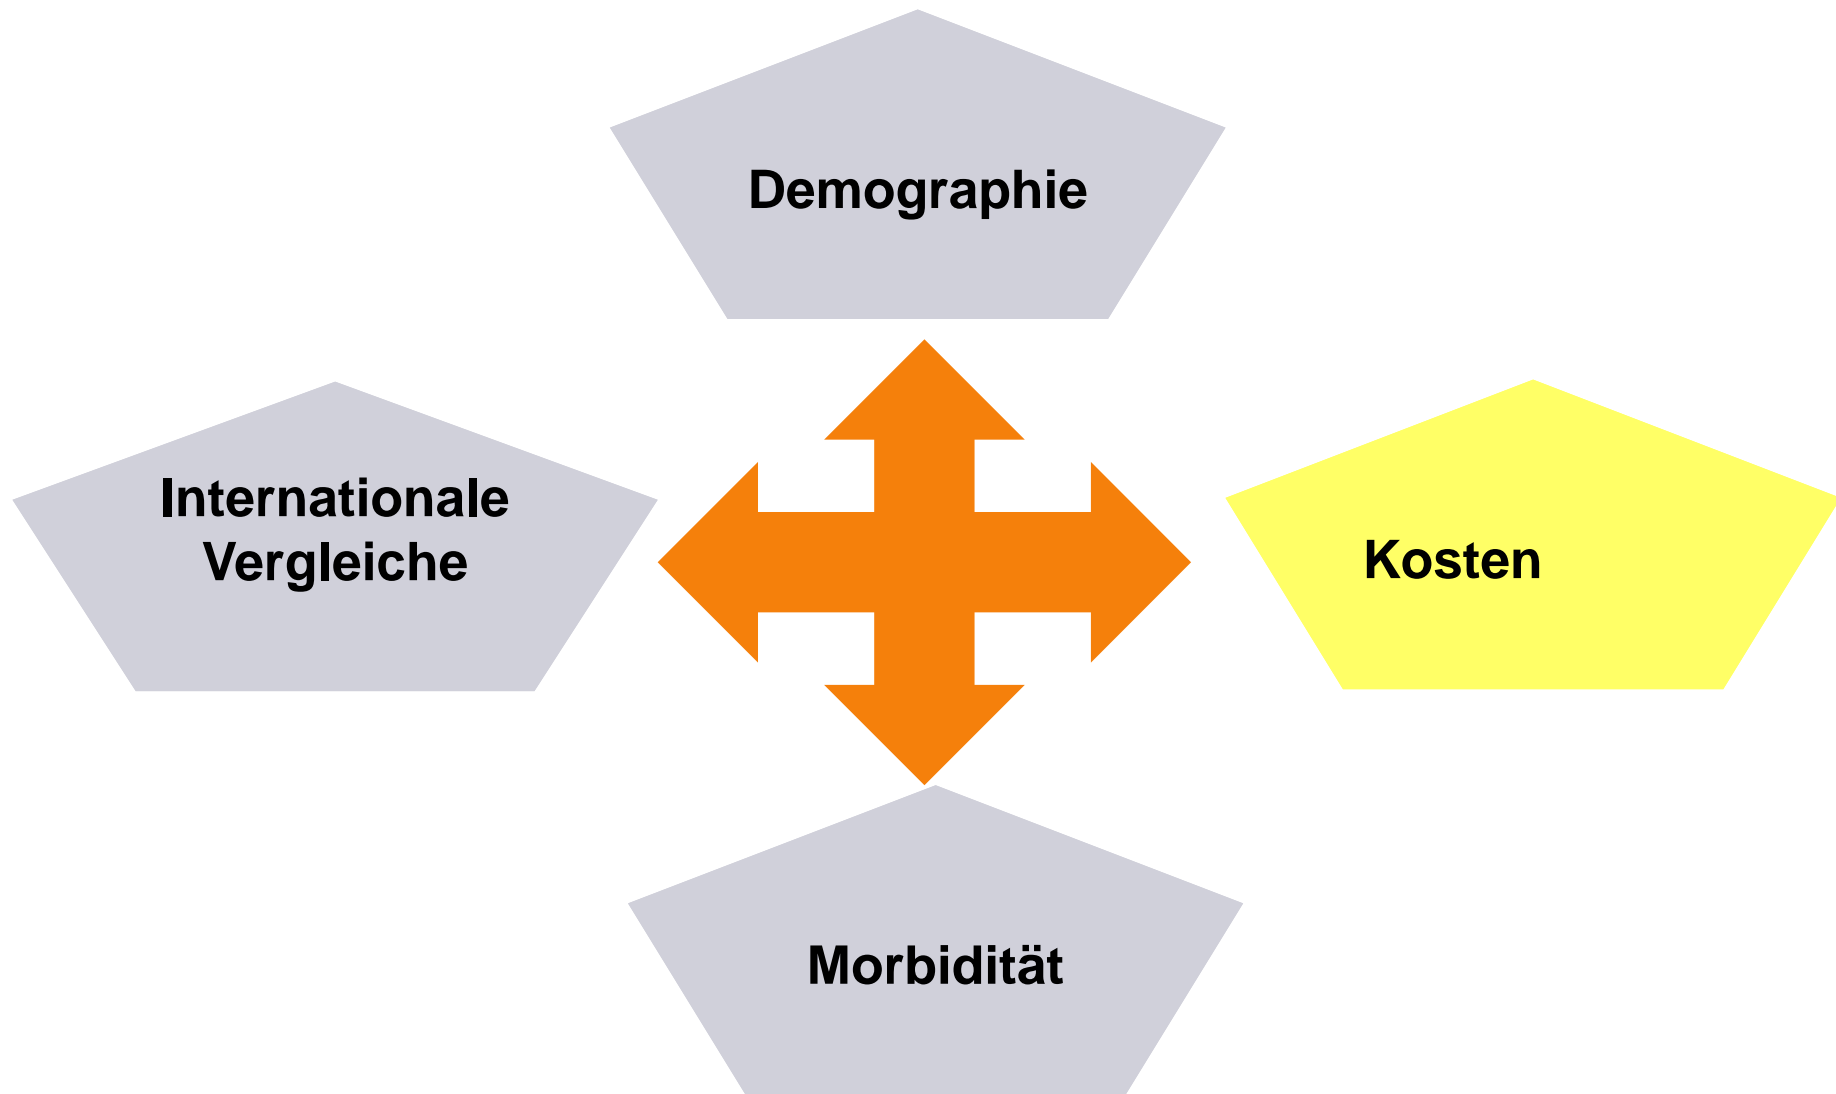 Demographie
Internationale
Vergleiche
Kosten
Morbidität